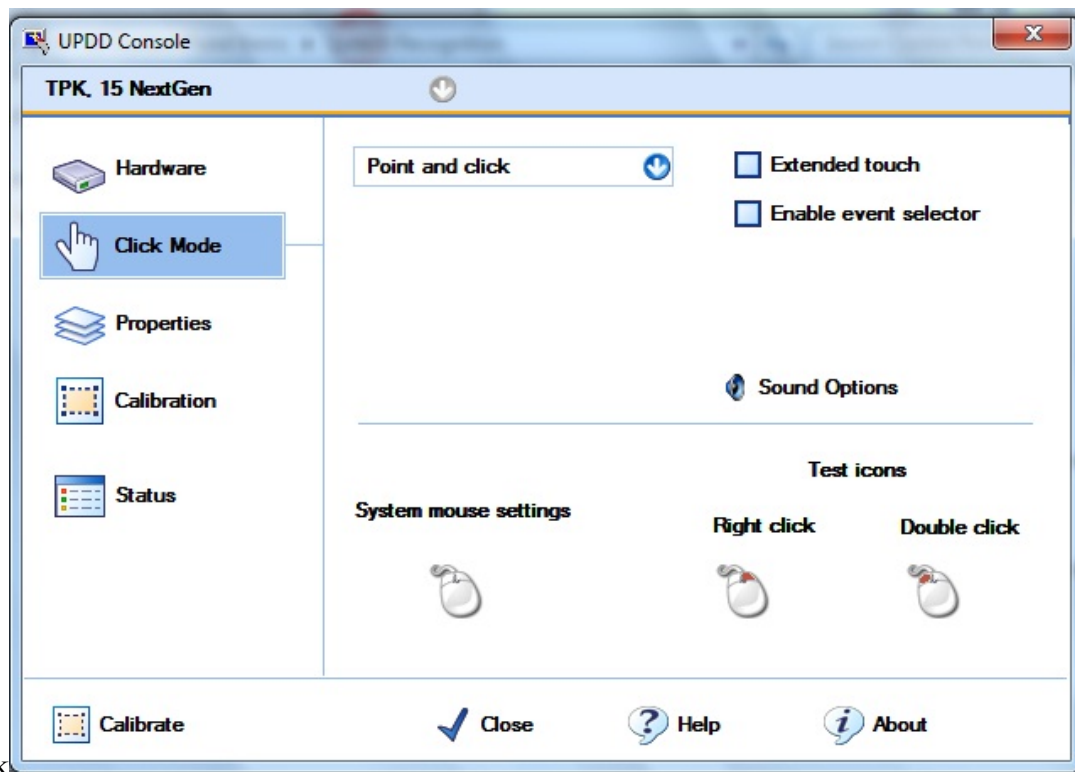 UPDD Console
TPK, 15 NextGen
Hardware
Click Mode
Properties
Calibration
Status
Point and click
Extended touch
Enable event selector
Sound Options
System mouse settings
Test icons
Right click
Double click
Calibrate
Close
Help
About